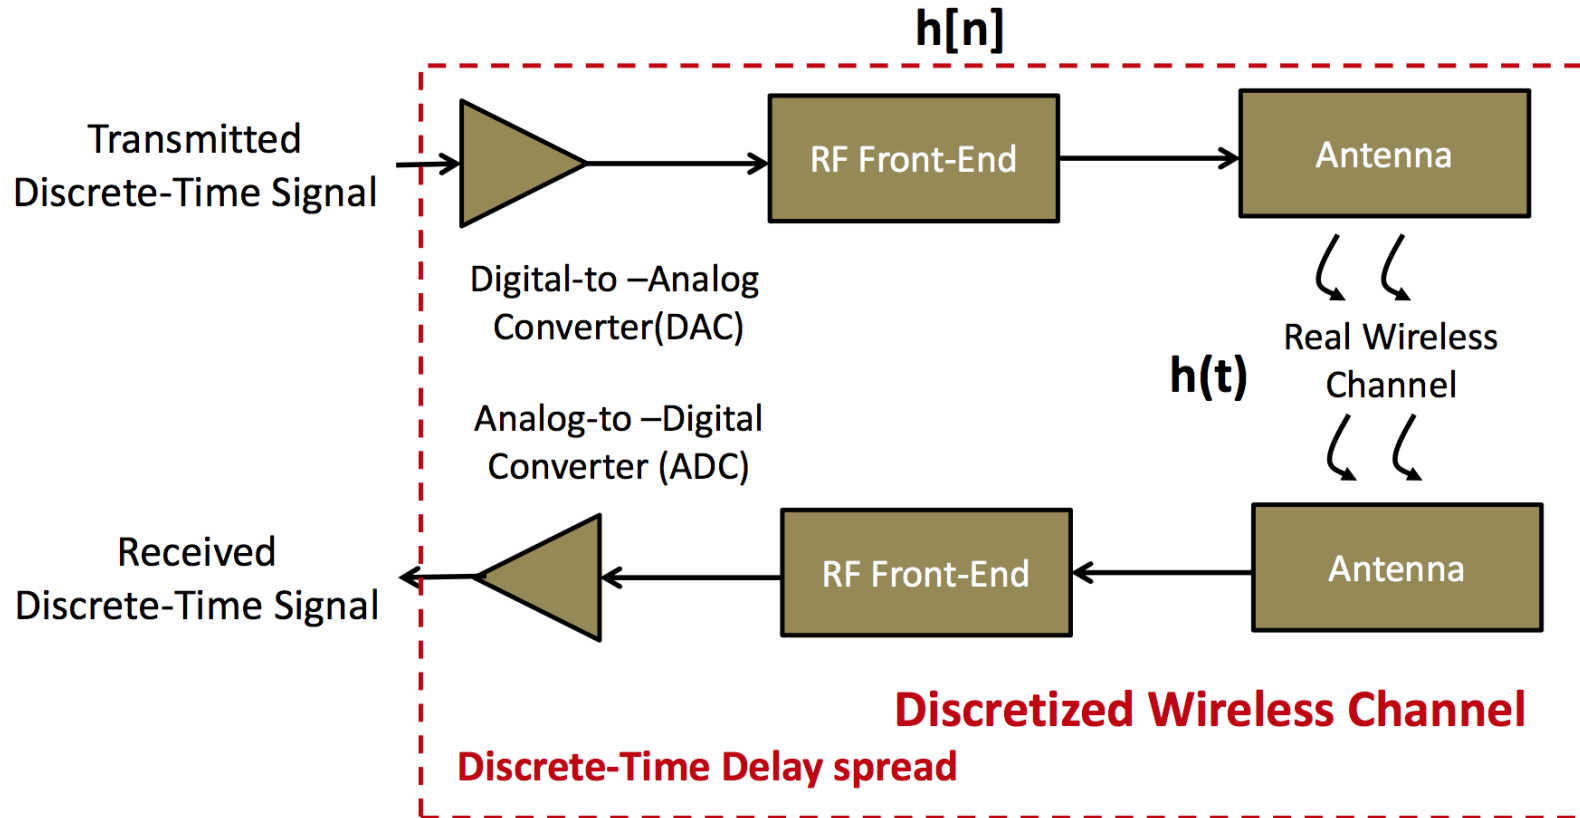 h[n]
Transmitted
Discrete-Time Signal
RF Front-End
Antenna
Digital-to –Analog
Converter(DAC)
Real Wireless
Channel
h(t)
Analog-to –Digital
Converter (ADC)
Received
Discrete-Time Signal
RF Front-End
Antenna
Discretized Wireless Channel
Discrete-Time Delay spread